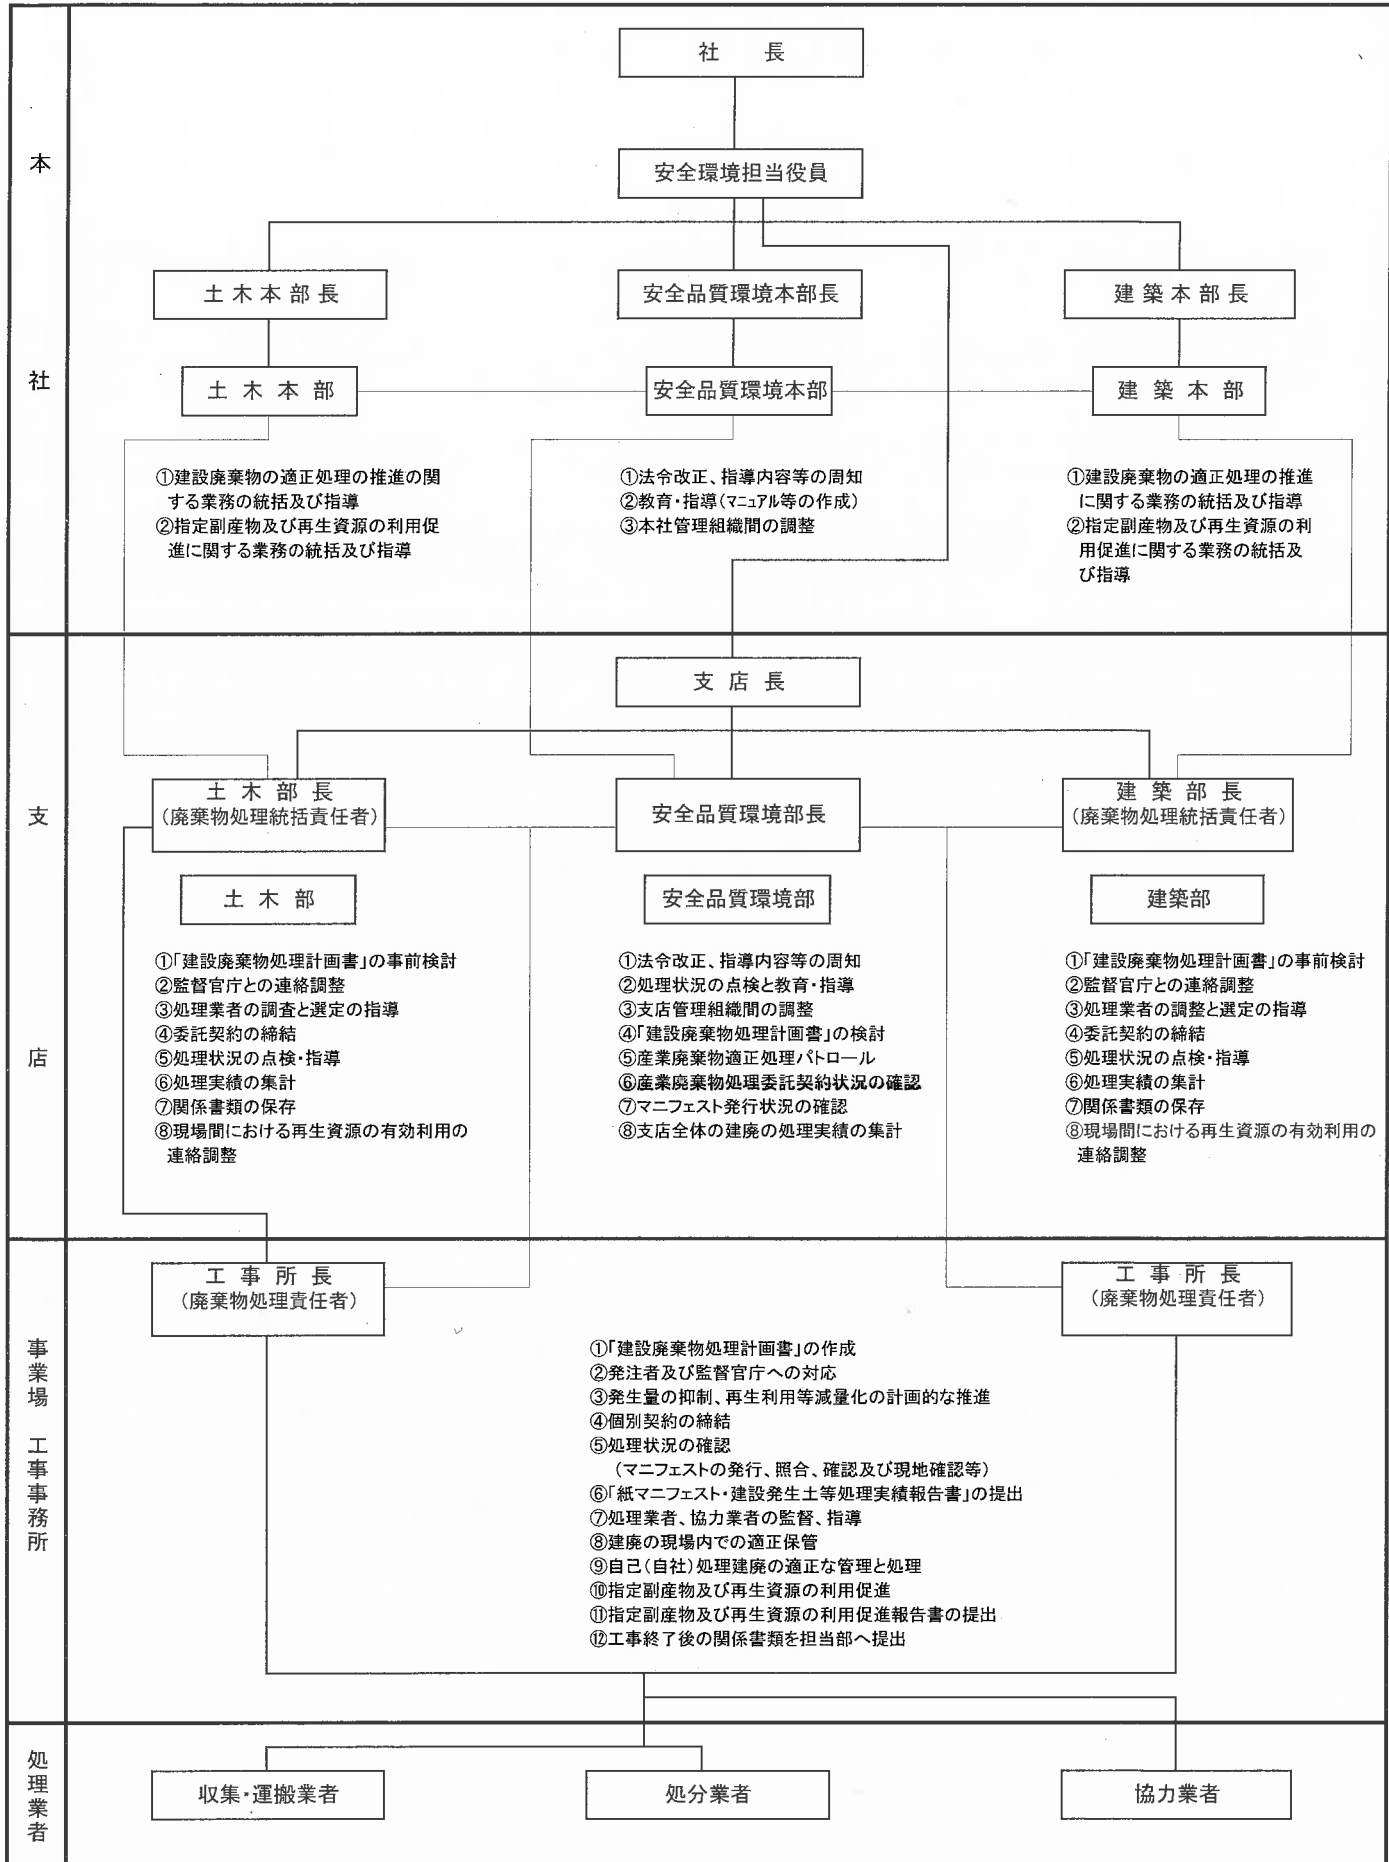 本社
社長
安全環境担当役員
土木本部長
安全品質環境本部長
建築本部長
土木本部
安全品質環境本部
建築本部
①建設廃棄物の適正処理の推進の関
する業務の統括及び指導
②指定副産物及び再生資源の利用促
進に関する業務の統括及び指導
①法令改正、指導内容等の周知
②教育・指導(マニュアル等の作成)
③本社管理組織間の調整
①建設廃棄物の適正処理の推進
に関する業務の統括及び指導
②指定副産物及び再生資源の利
用促進に関する業務の統括及
び指導
支店
支店長
土木部長
(廃棄物処理統括責任者)
安全品質環境部長
建築部長
(廃棄物処理統括責任者)
土木部
安全品質環境部
建築部
①「建設廃棄物処理計画書」の事前検討
②監督官庁との連絡調整
③処理業者の調査と選定の指導
④委託契約の締結
⑤処理状況の点検・指導
⑥処理実績の集計
⑦関係書類の保存
⑧現場間における再生資源の有効利用の
連絡調整
①法令改正、指導内容等の周知
②処理状況の点検と教育・指導
③支店管理組織間の調整
④「建設廃棄物処理計画書」の検討
⑤産業廃棄物適正処理パトロール
⑥産業廃棄物処理委託契約状況の確認
⑦マニフェスト発行状況の確認
⑧支店全体の建廃の処理実績の集計
①「建設廃棄物処理計画書」の事前検討
②監督官庁との連絡調整
③処理業者の調整と選定の指導
④委託契約の締結
⑤処理状況の点検・指導
⑥処理実績の集計
⑦関係書類の保存
⑧現場間における再生資源の有効利用の
連絡調整
事業場 工事事務所
工事所長
(廃棄物処理責任者)
工事所長
(廃棄物処理責任者)
①「建設廃棄物処理計画書」の作成
②発注者及び監督官庁への対応
③発生量の抑制、再生利用等減量化の計画的な推進
④個別契約の締結
⑤処理状況の確認
(マニフェストの発行、照合、確認及び現地確認等)
⑥「紙マニフェスト・建設発生土等処理実績報告書」の提出
⑦処理業者、協力業者の監督、指導
⑧建廃の現場内での適正保管
⑨自己(自社)処理建廃の適正な管理と処理
⑩指定副産物及び再生資源の利用促進
⑪指定副産物及び再生資源の利用促進報告書の提出
⑫工事終了後の関係書類を担当部へ提出
処理業者
収集・運搬業者
処分業者
協力業者